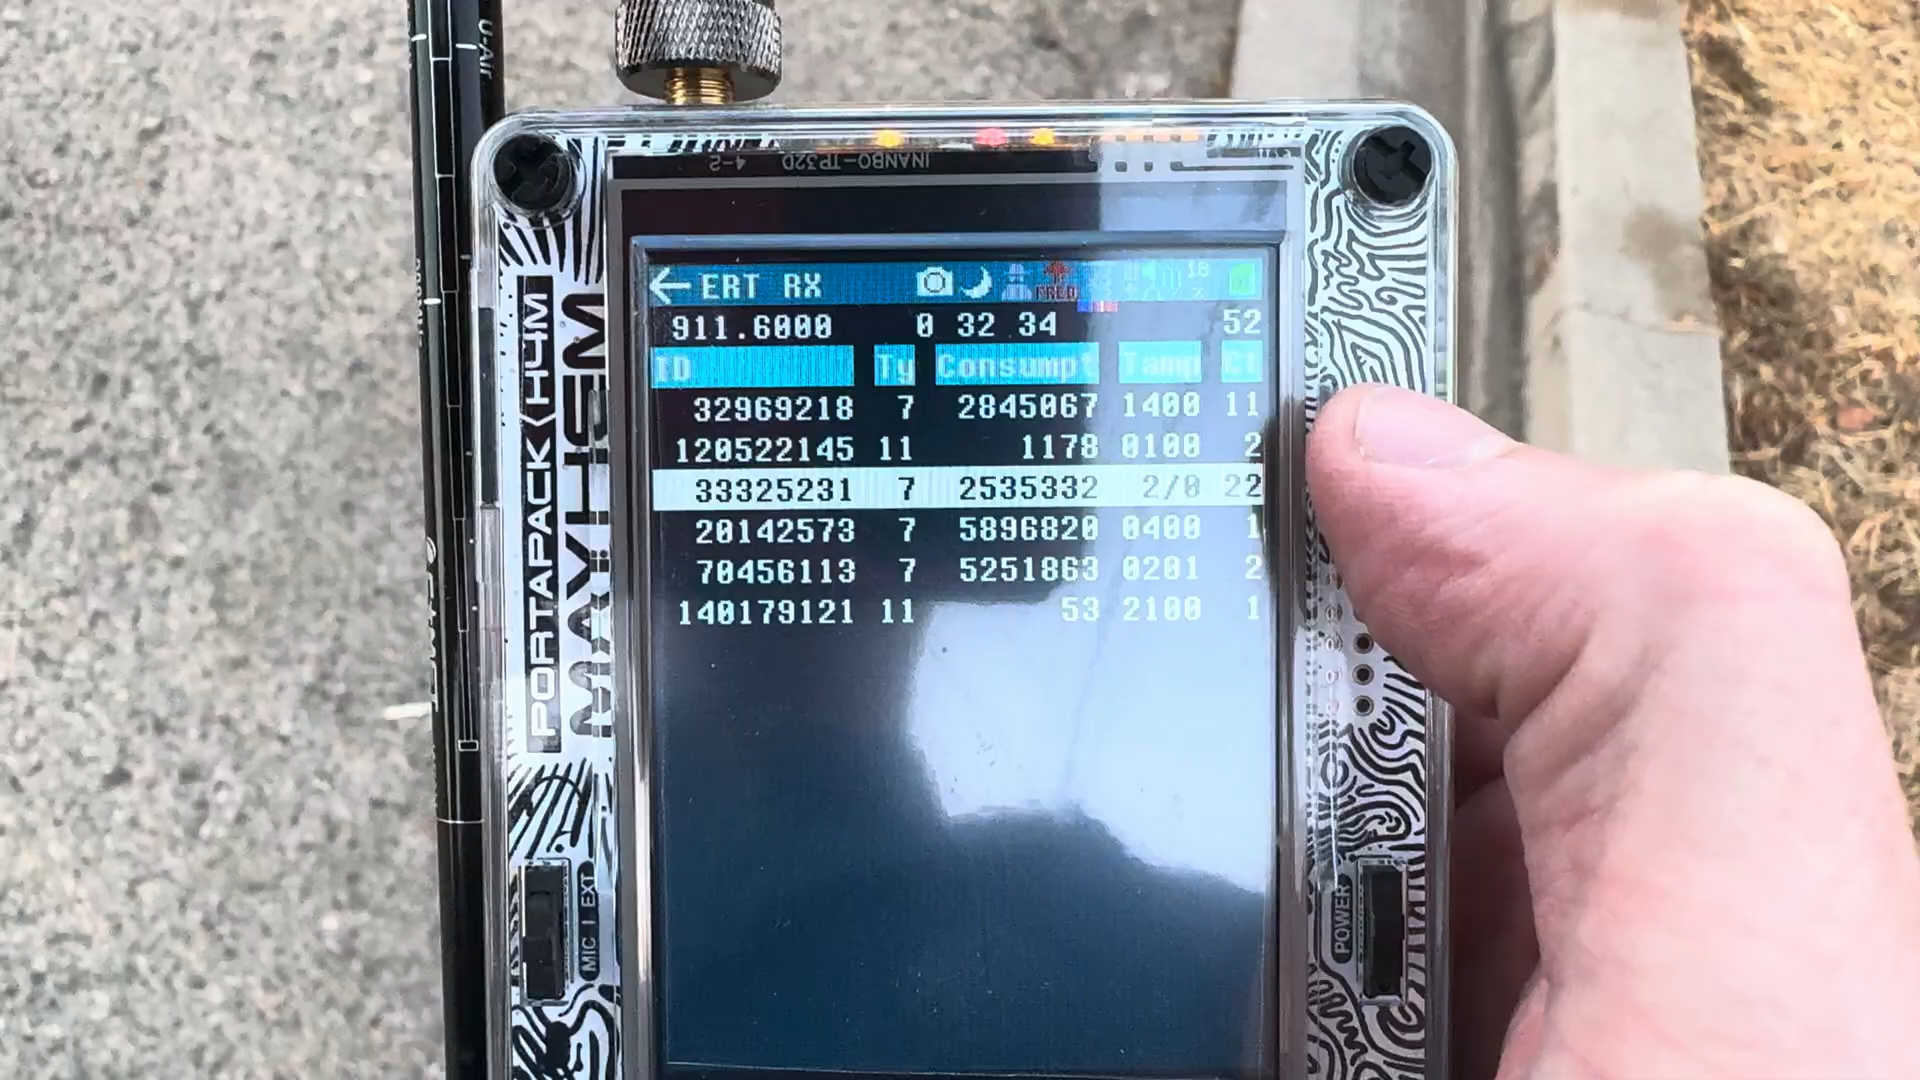 INANBO-TP32D 4-2
ERT RX
FREQ
18
911.6000 0 32 34 52
ID Ty Consumpt Tamp Ct
32969218 7 2845067 1400 11
120522145 11 1178 0100 2
33325231 7 2535332 2/0 22
20142573 7 5896820 0400 1
70456113 7 5251863 0201 2
140179121 11 53 2100 1
PORTAPACK H4M
MAYHEM
MIC EXT
POWER